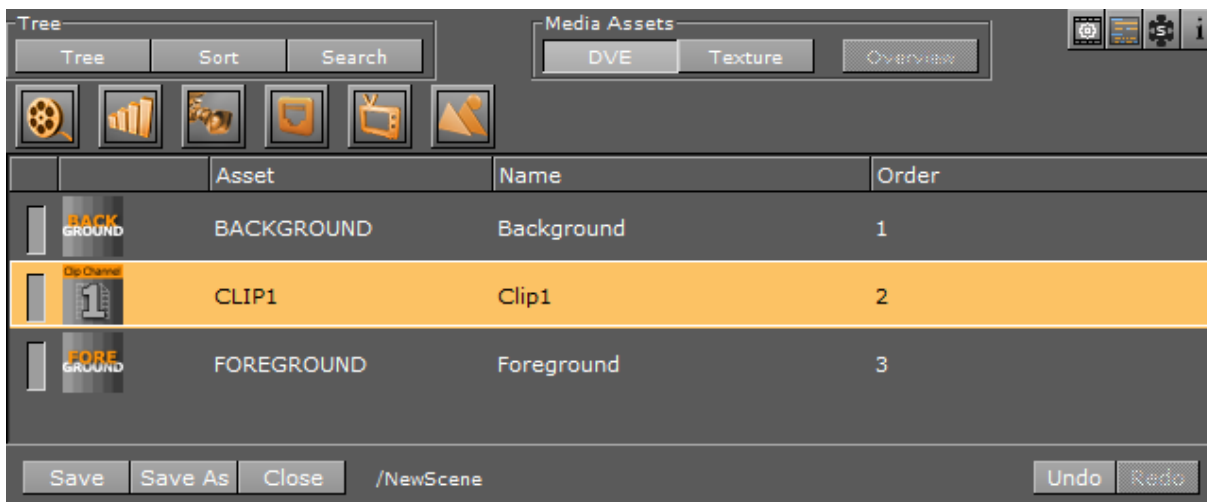 Tree
Media Assets
Tree Sort Search
DVE Texture Overview
S i
Asset Name Order
BACK
GROUND
BACKGROUND Background 1
Clip Channel
1
CLIP1 Clip1 2
FORE
GROUND
FOREGROUND Foreground 3
Save Save As Close /NewScene Undo Redo